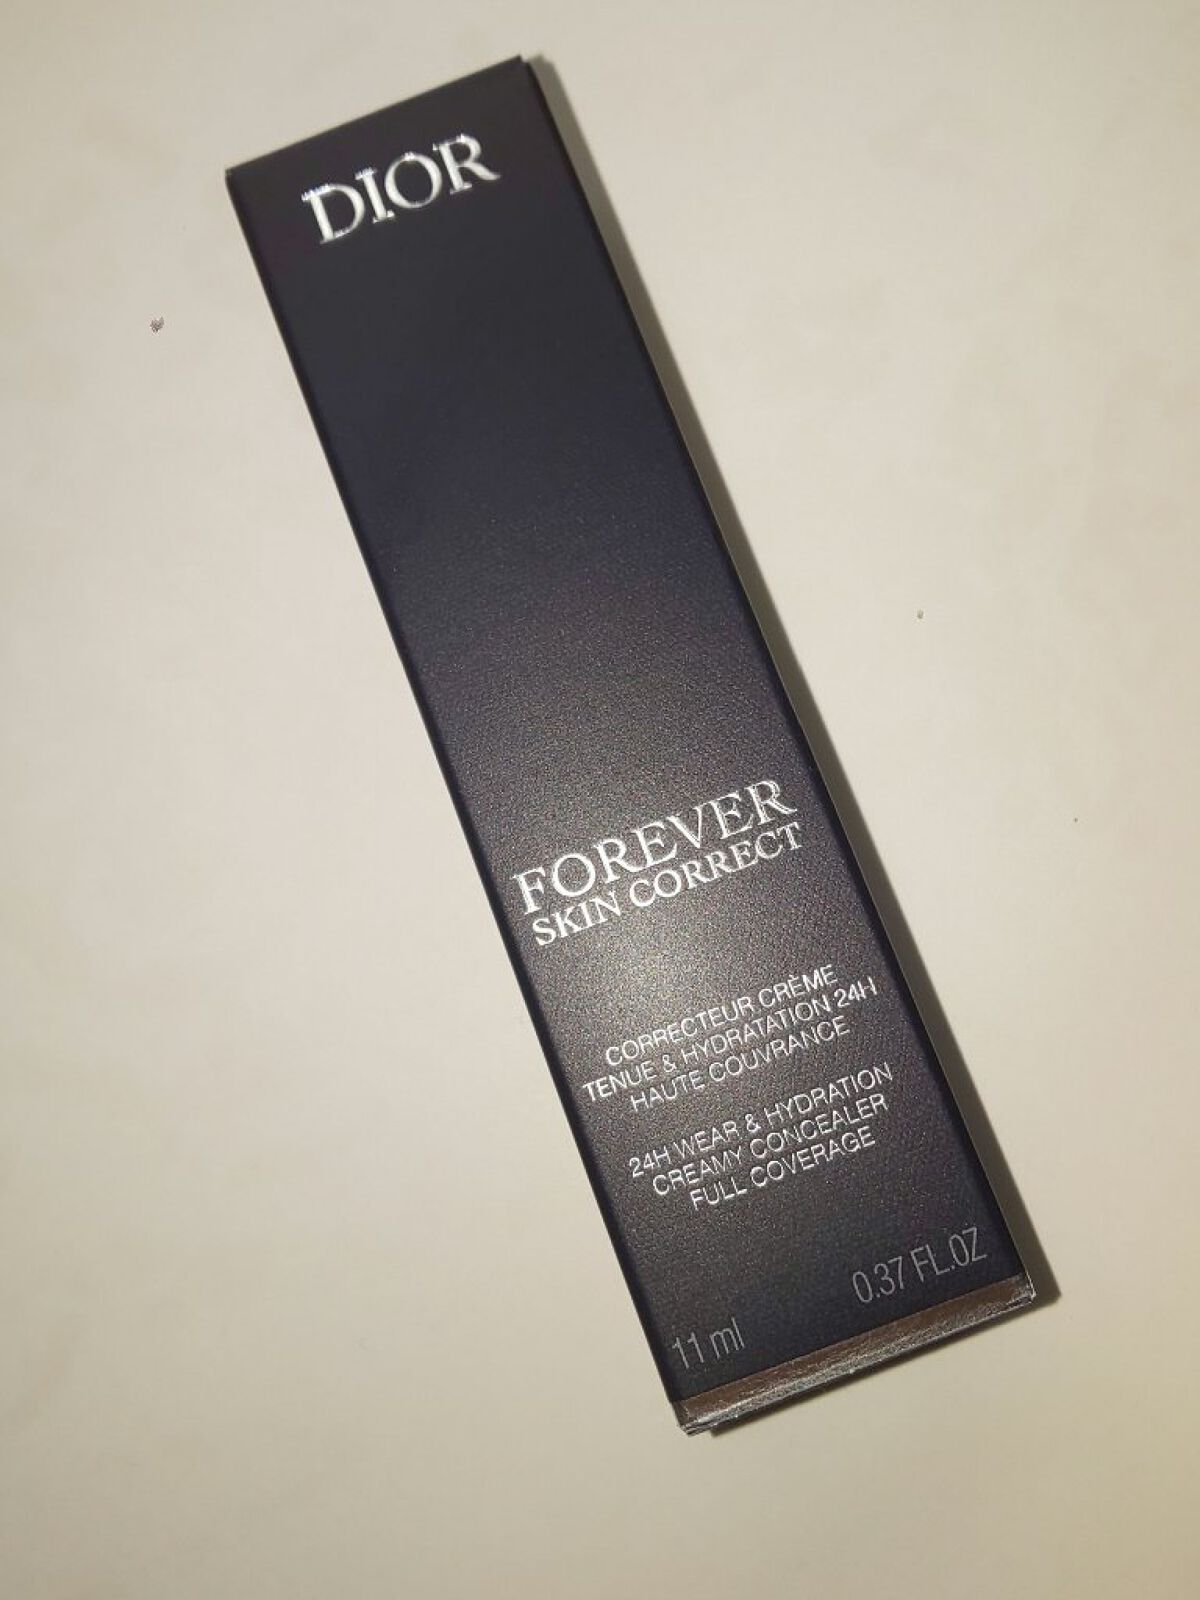 DIOR
FOREVER
SKIN CORRECT
CORRECTEUR CRÈME
TENUE & HYDRATATION 24H
HAUTE COUVRANCE
24H WEAR & HYDRATION
CREAMY CONCEALER
FULL COVERAGE
11 ml 0.37 FL.OZ